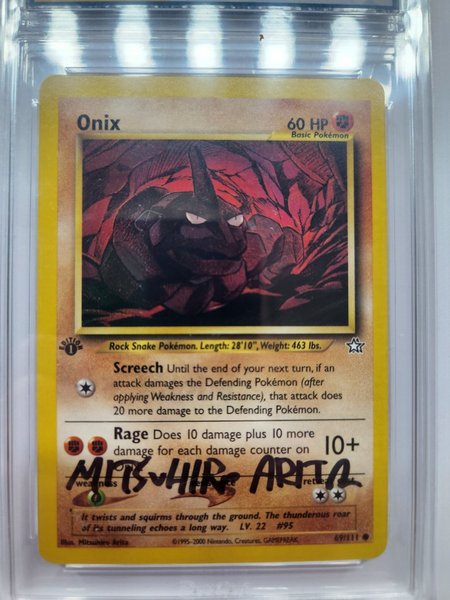 Onix
60 HP
Basic Pokémon
Rock Snake Pokémon. Length: 28'10", Weight: 463 lbs.
EDITION
1
Screech Until the end of your next turn, if an
attack damages the Defending Pokémon (after
applying Weakness and Resistance), that attack does
20 more damage to the Defending Pokémon.
Rage Does 10 damage plus 10 more
damage for each damage counter on
10+
MITSUHIRO ARITA
weakness
It twists and squirms through the ground. The thunderous roar
of its tunneling echoes a long way. LV. 22 #95
Illus. Mitsuhiro Arita
©1995-2000 Nintendo, Creatures, GAMEFREAK.
69/111